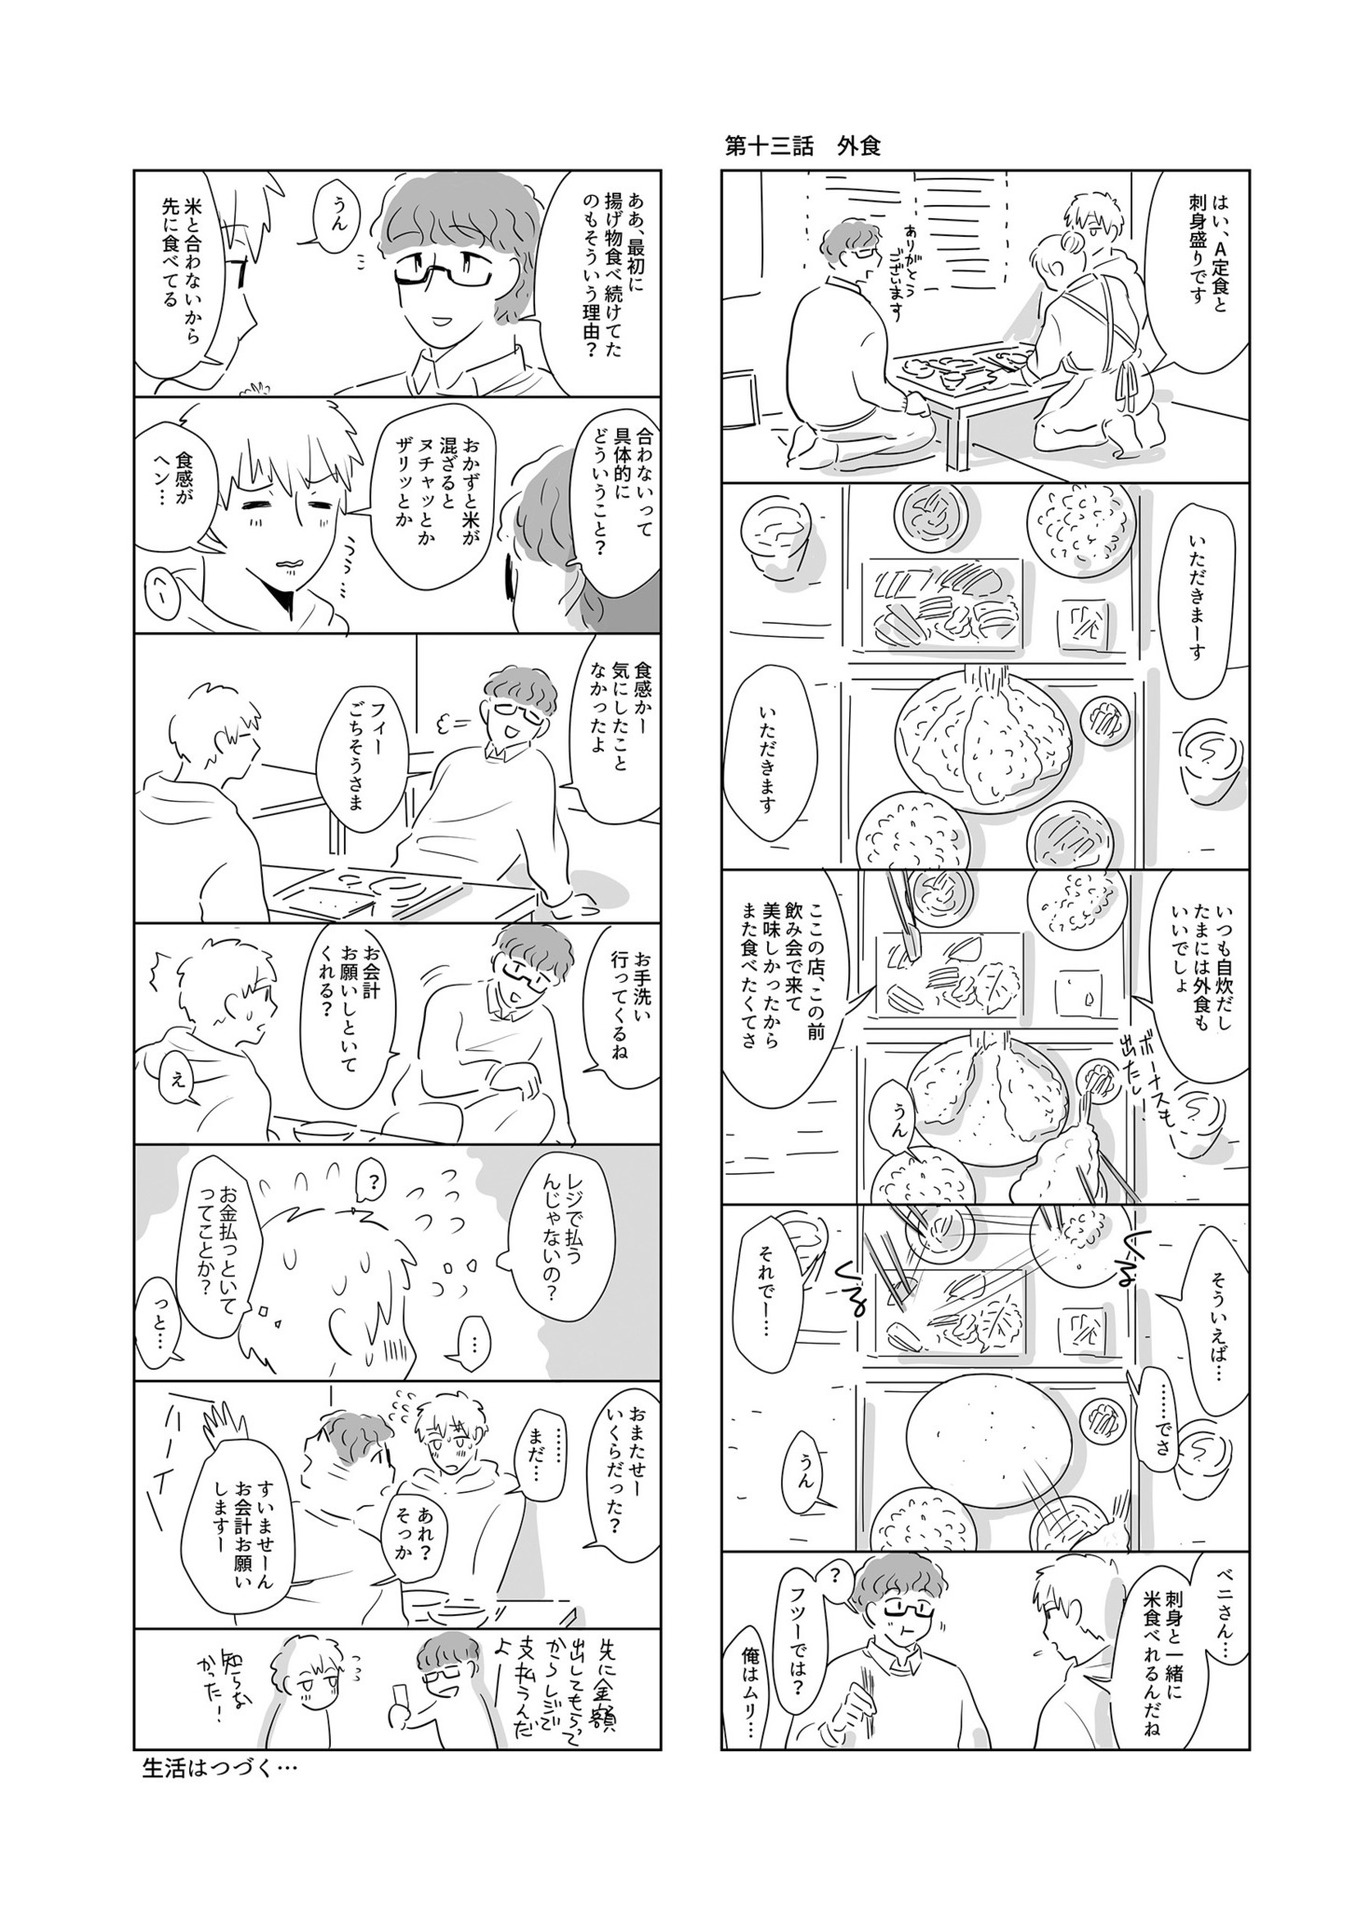 第十三話　外食
はい、A定食と
刺身盛りです
ありがとう
ございます
いただきまーす
いただきます
いつも自炊だし
たまには外食も
いいでしょ
ボーナスも
出たし！
ここの店、この前
飲み会で来て
美味しかったから
また食べたくてさ
うん
そういえば…
それでー…
……でさ
うん
ベニさん…
刺身と一緒に
米食べれるんだね
？
フツーでは？
俺はムリ…
ああ、最初に
揚げ物食べ続けてた
のもそういう理由？
うん
米と合わないから
先に食べてる
合わないって
具体的に
どういうこと？
おかずと米が
混ざると
ヌチャッとか
ザリッとか
食感が
ヘン…
食感かー
気にしたこと
なかったよ
フィー
ごちそうさま
お手洗い
行ってくるね
お会計
お願いしといて
くれる？
え
レジで払う
んじゃないの？
？
お金払っといて
ってことか？
…
っと…
おまたせー
いくらだった？
……
まだ…
あれ？
そっか
すいませーん
お会計お願い
しますー
ハーイ
先に金額
出してもらって
からレジで
支払うんだ
よー
知らな
かった！
生活はつづく…